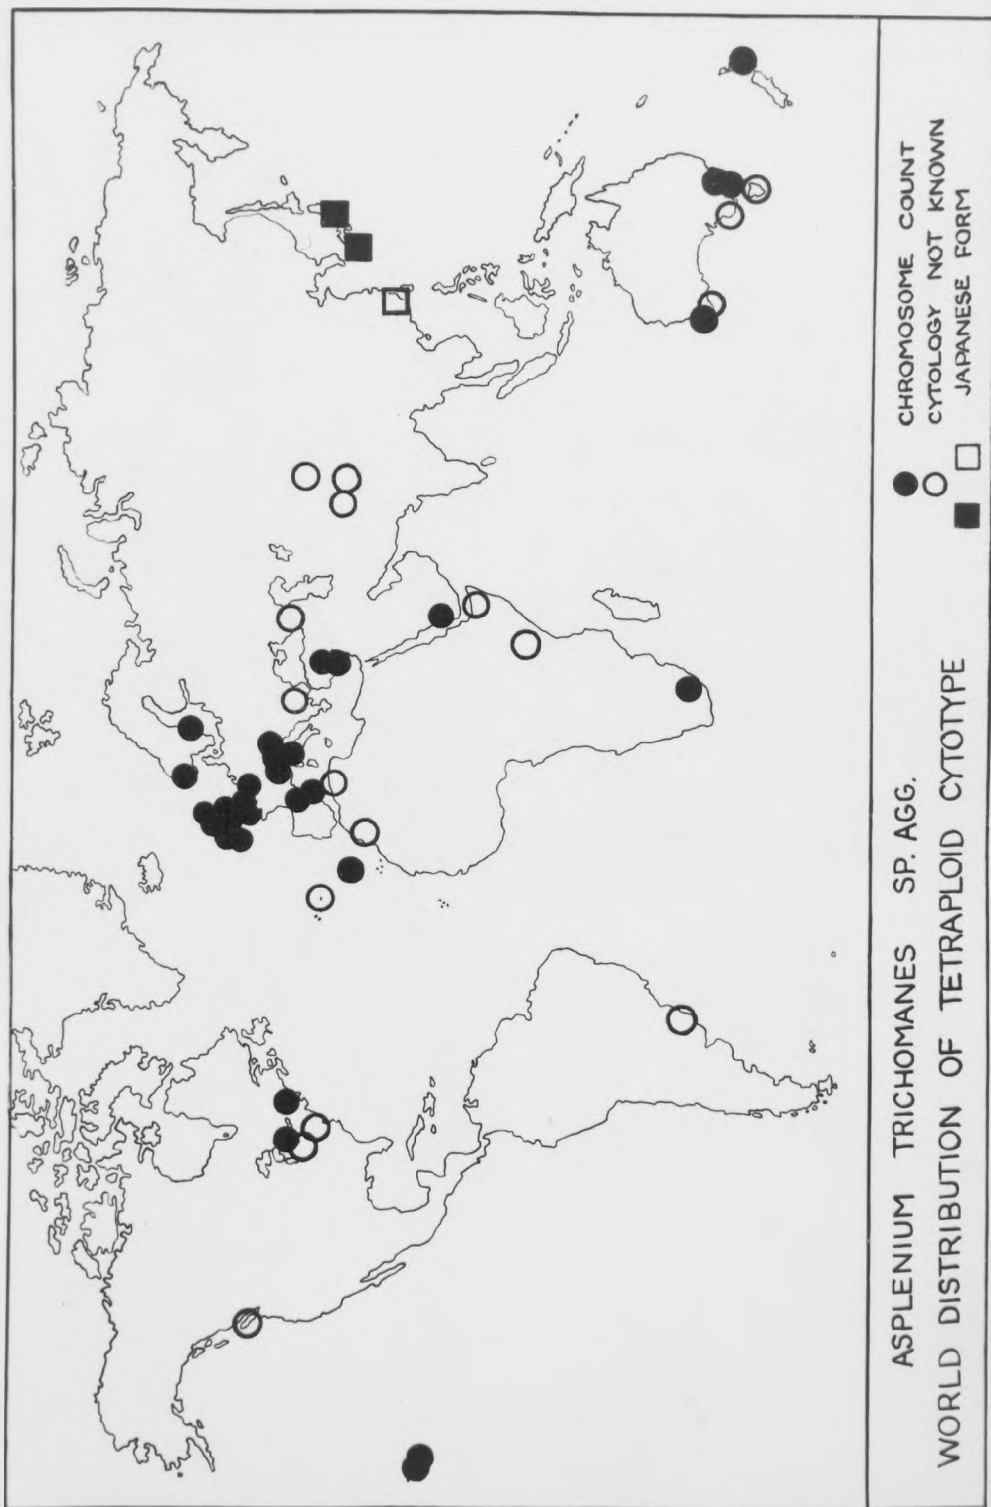 ASPLENIUM TRICHOMANES SP. AGG.
WORLD DISTRIBUTION OF TETRAPLOID CYTOTYPE
CHROMOSOME COUNT
CYTOLOGY NOT KNOWN
JAPANESE FORM